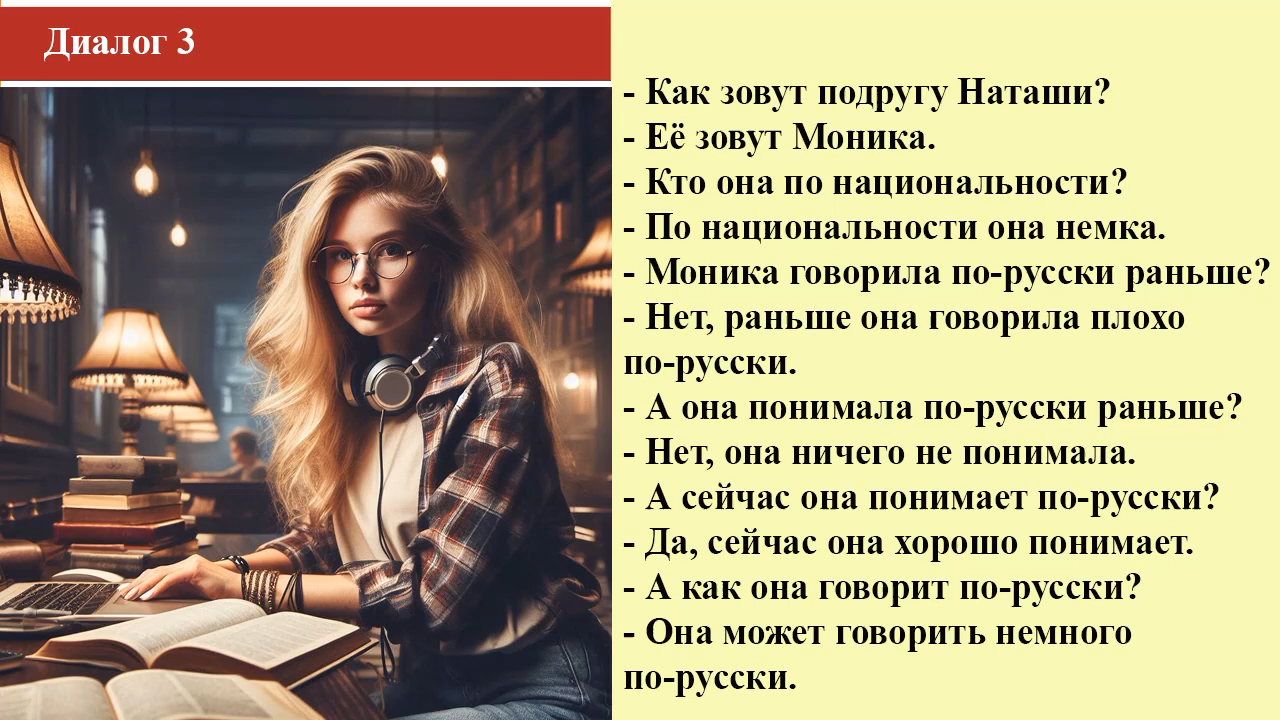 Диалог 3
- Как зовут подругу Наташи?
- Её зовут Моника.
- Кто она по национальности?
- По национальности она немка.
- Моника говорила по-русски раньше?
- Нет, раньше она говорила плохо
по-русски.
- А она понимала по-русски раньше?
- Нет, она ничего не понимала.
- А сейчас она понимает по-русски?
- Да, сейчас она хорошо понимает.
- А как она говорит по-русски?
- Она может говорить немного
по-русски.